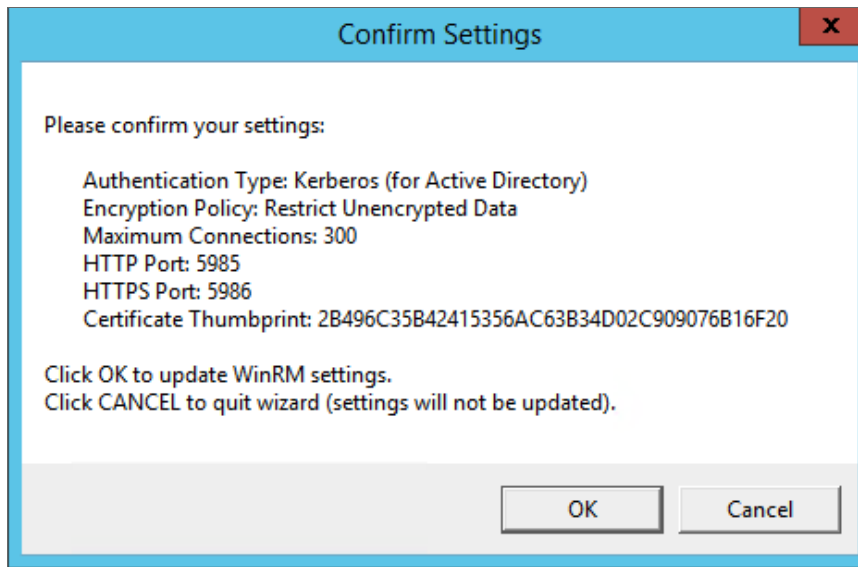 Confirm Settings
x
Please confirm your settings:
Authentication Type: Kerberos (for Active Directory)
Encryption Policy: Restrict Unencrypted Data
Maximum Connections: 300
HTTP Port: 5985
HTTPS Port: 5986
Certificate Thumbprint: 2B496C35B42415356AC63B34D02C909076B16F20
Click OK to update WinRM settings.
Click CANCEL to quit wizard (settings will not be updated).
OK
Cancel